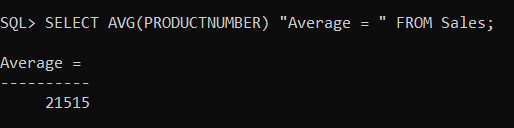 SQL> SELECT AVG(PRODUCTNUMBER) "Average = " FROM Sales;
Average =
----------
21515